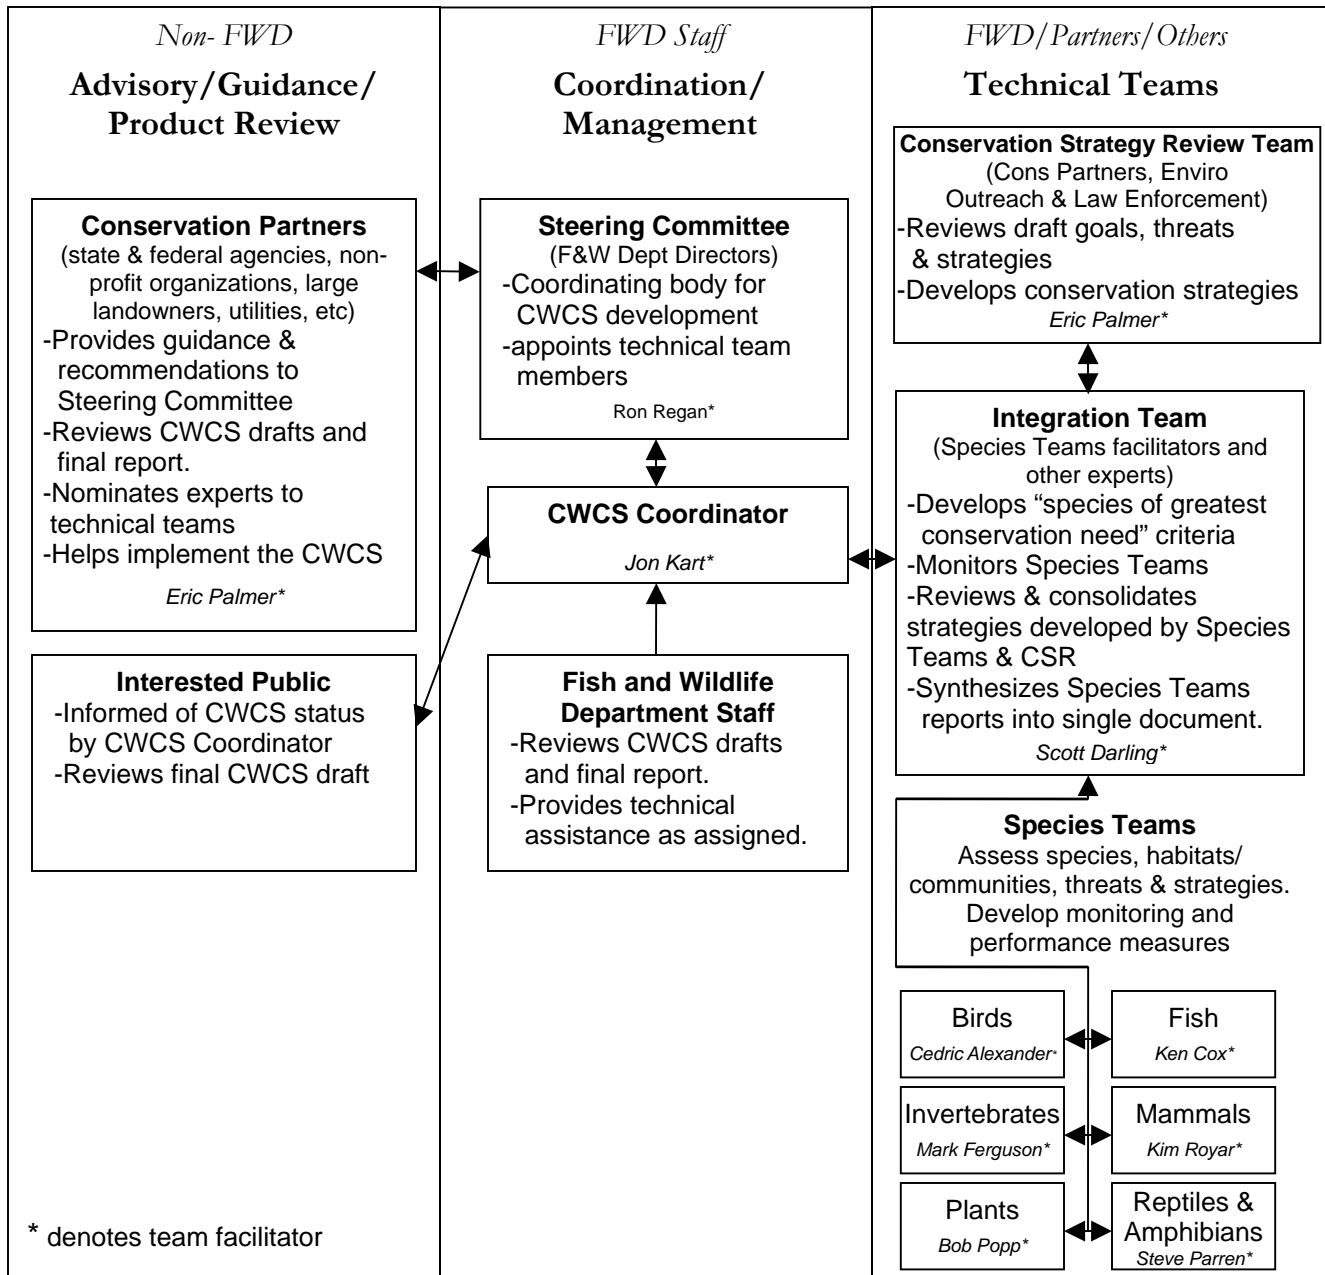 Non- FWD
Advisory/Guidance/
Product Review
Conservation Partners
(state & federal agencies, non-
profit organizations, large
landowners, utilities, etc)
-Provides guidance &
recommendations to
Steering Committee
-Reviews CWCS drafts and
final report.
-Nominates experts to
technical teams
-Helps implement the CWCS
Eric Palmer*
Interested Public
-Informed of CWCS status
by CWCS Coordinator
-Reviews final CWCS draft
* denotes team facilitator
FWD Staff
Coordination/
Management
Steering Committee
(F&W Dept Directors)
-Coordinating body for
CWCS development
-appoints technical team
members
Ron Regan*
CWCS Coordinator
Jon Kart*
Fish and Wildlife
Department Staff
-Reviews CWCS drafts
and final report.
-Provides technical
assistance as assigned.
FWD/Partners/Others
Technical Teams
Conservation Strategy Review Team
(Cons Partners, Enviro
Outreach & Law Enforcement)
-Reviews draft goals, threats
& strategies
-Develops conservation strategies
Eric Palmer*
Integration Team
(Species Teams facilitators and
other experts)
-Develops “species of greatest
conservation need” criteria
-Monitors Species Teams
-Reviews & consolidates
strategies developed by Species
Teams & CSR
-Synthesizes Species Teams
reports into single document.
Scott Darling*
Species Teams
Assess species, habitats/
communities, threats & strategies.
Develop monitoring and
performance measures
Birds
Cedric Alexander*
Fish
Ken Cox*
Invertebrates
Mark Ferguson*
Mammals
Kim Royar*
Plants
Bob Popp*
Reptiles &
Amphibians
Steve Parren*